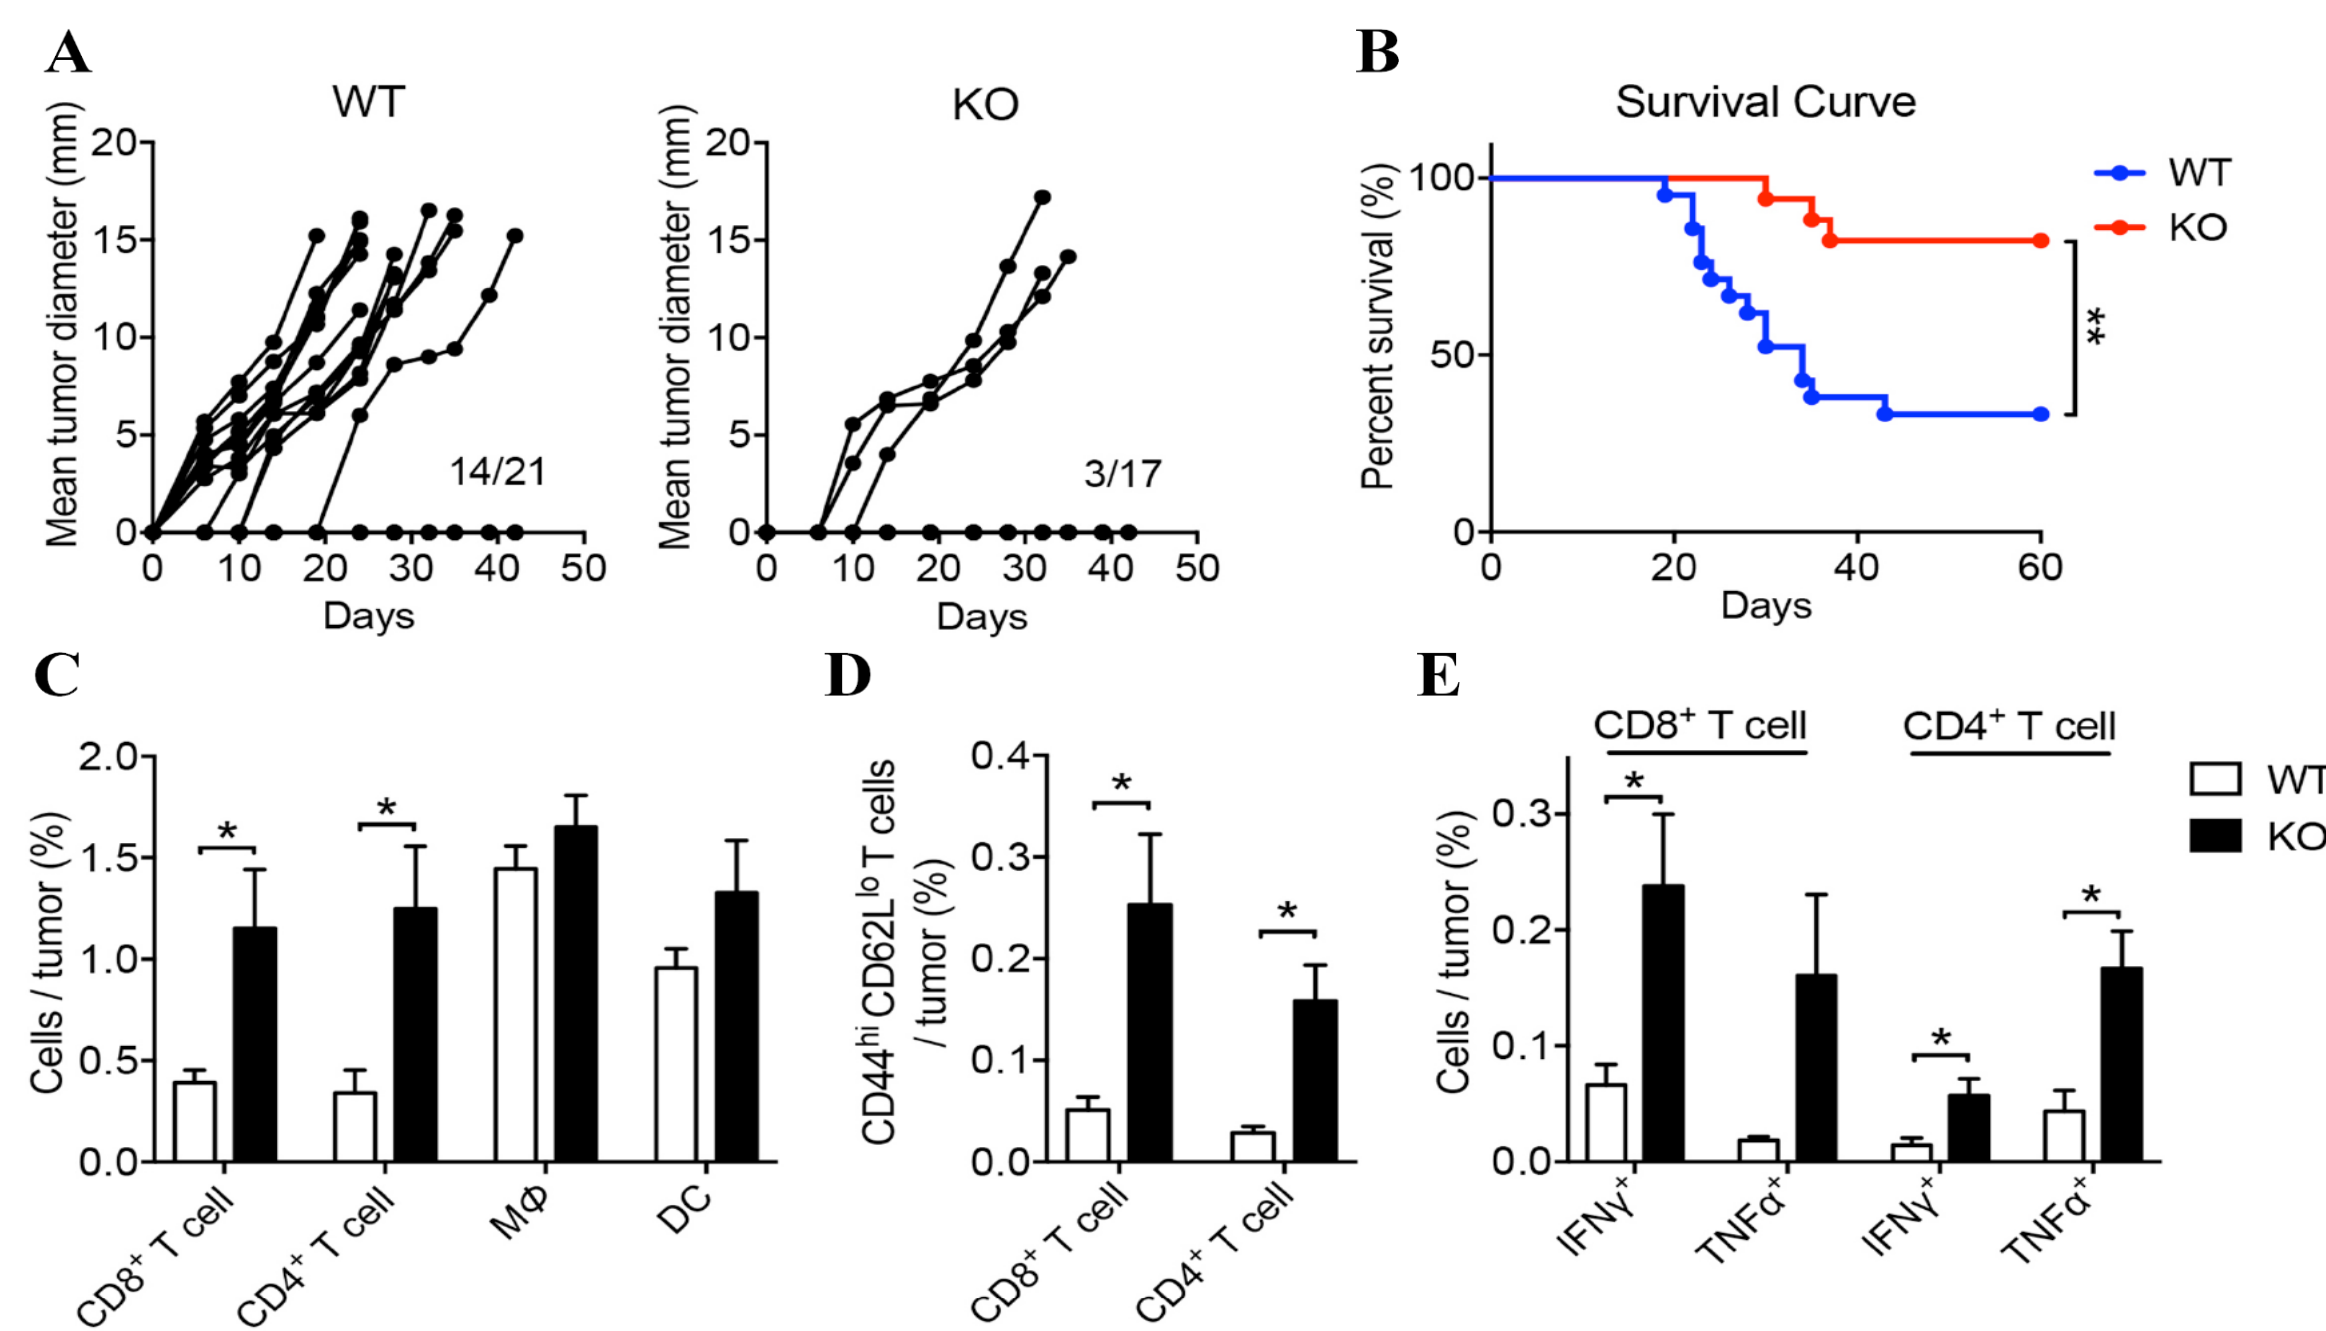 A
WT
Mean tumor diameter (mm)
20
15
10
5
0
0 10 20 30 40 50
Days
14/21
KO
Mean tumor diameter (mm)
20
15
10
5
0
0 10 20 30 40 50
Days
3/17
B
Survival Curve
Percent survival (%)
100
50
0
0 20 40 60
Days
WT
KO
**
C
Cells / tumor (%)
2.0
1.5
1.0
0.5
0.0
* *
CD8+ T cell
CD4+ T cell
MΦ
DC
D
CD44hi CD62Llo T cells
/ tumor (%)
0.4
0.3
0.2
0.1
0.0
* *
CD8+ T cell
CD4+ T cell
E
CD8+ T cell CD4+ T cell
Cells / tumor (%)
0.3
0.2
0.1
0.0
* * *
IFNγ+
TNFα+
IFNγ+
TNFα+
WT
KO